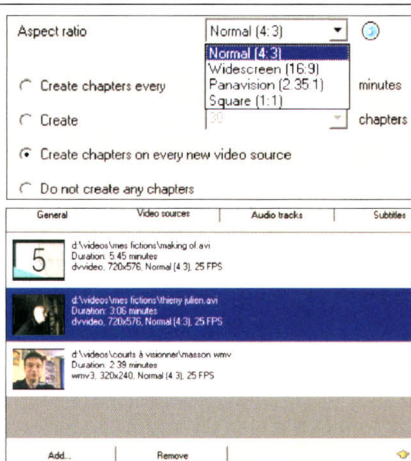 Aspect ratio
Normal (4:3)
Normal (4:3)
Widescreen (16:9)
Panavision (2.35:1)
Square (1:1)
Create chapters every
minutes
Create
30
chapters
Create chapters on every new video source
Do not create any chapters
General
Video sources
Audio tracks
Subtitles
5
d:\videos\mes fictions\making of.avi
Duration: 5:45 minutes
dvvideo, 720x576, Normal (4:3), 25 FPS
d:\videos\mes fictions\thierry julien.avi
Duration: 3:06 minutes
dvvideo, 720x576, Normal (4:3), 25 FPS
d:\videos\courts à visionner\masson.wmv
Duration: 2:39 minutes
wmv3, 320x240, Normal (4:3), 25 FPS
Add...
Remove